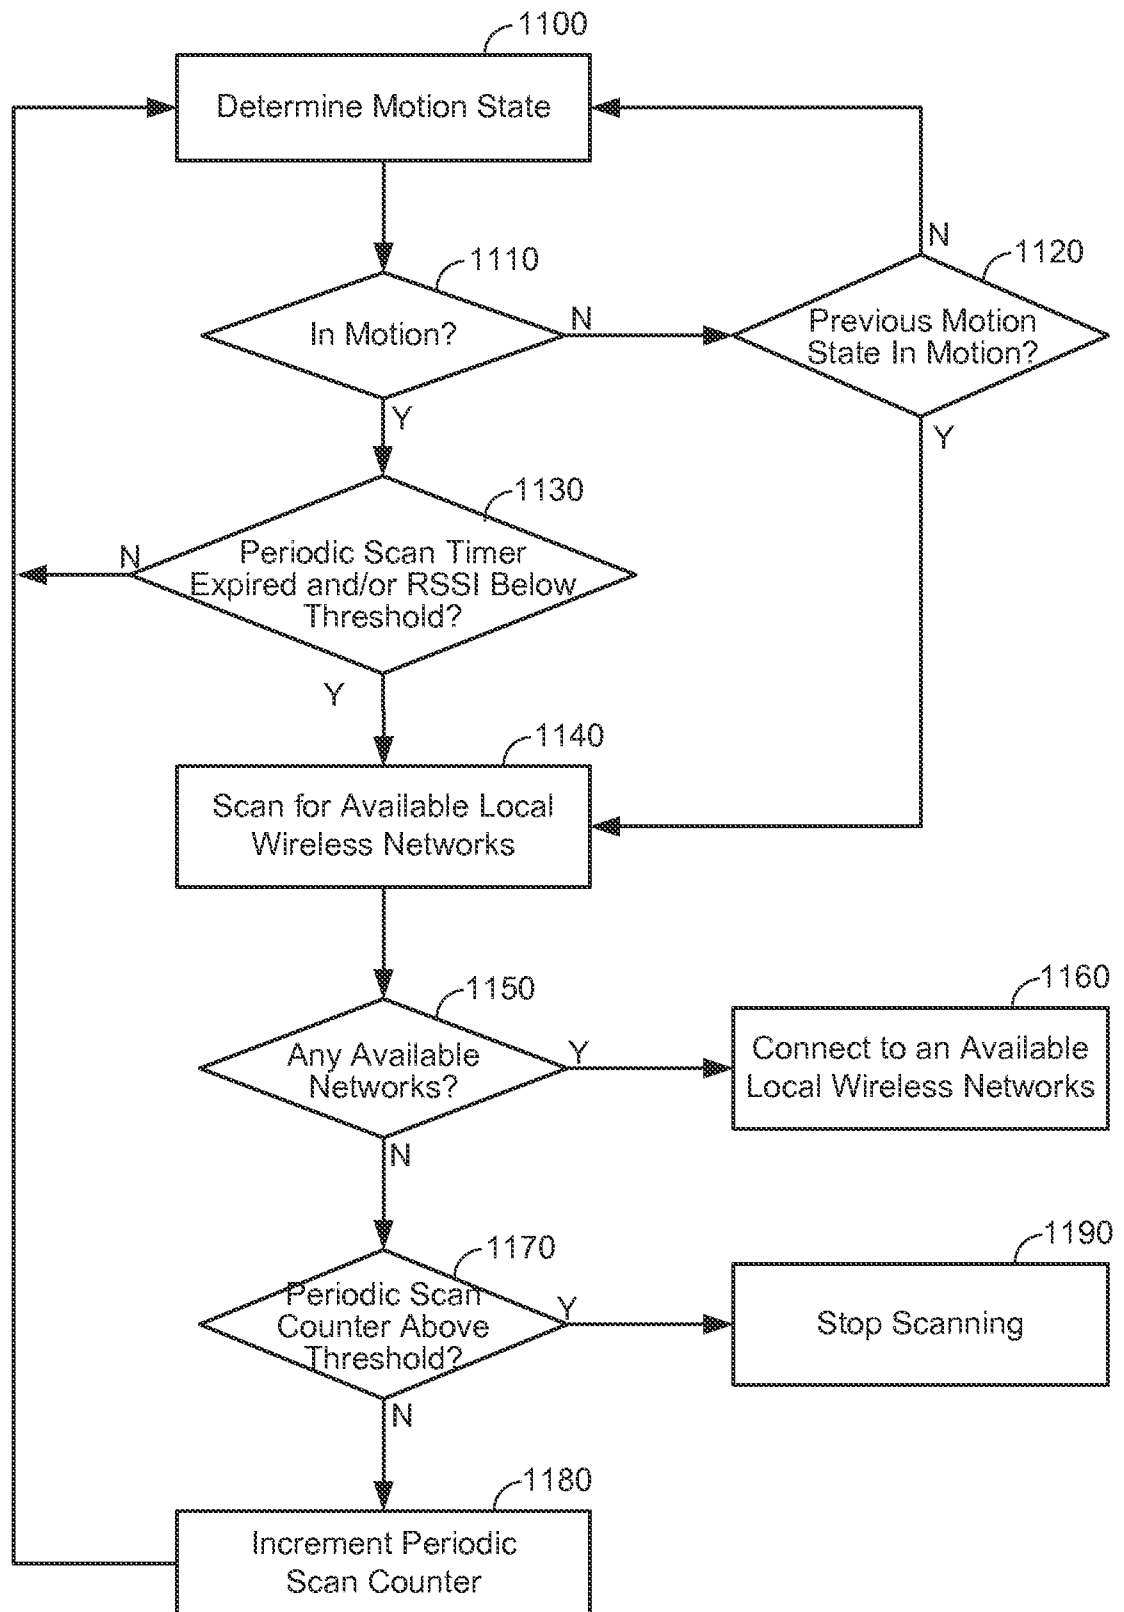 1100
Determine Motion State
1110
In Motion?
N
Y
N
1120
Previous Motion
State In Motion?
Y
1130
Periodic Scan Timer
Expired and/or RSSI Below
Threshold?
N
Y
1140
Scan for Available Local
Wireless Networks
1150
Any Available
Networks?
Y
N
1160
Connect to an Available
Local Wireless Networks
1170
Periodic Scan
Counter Above
Threshold?
Y
N
1190
Stop Scanning
1180
Increment Periodic
Scan Counter